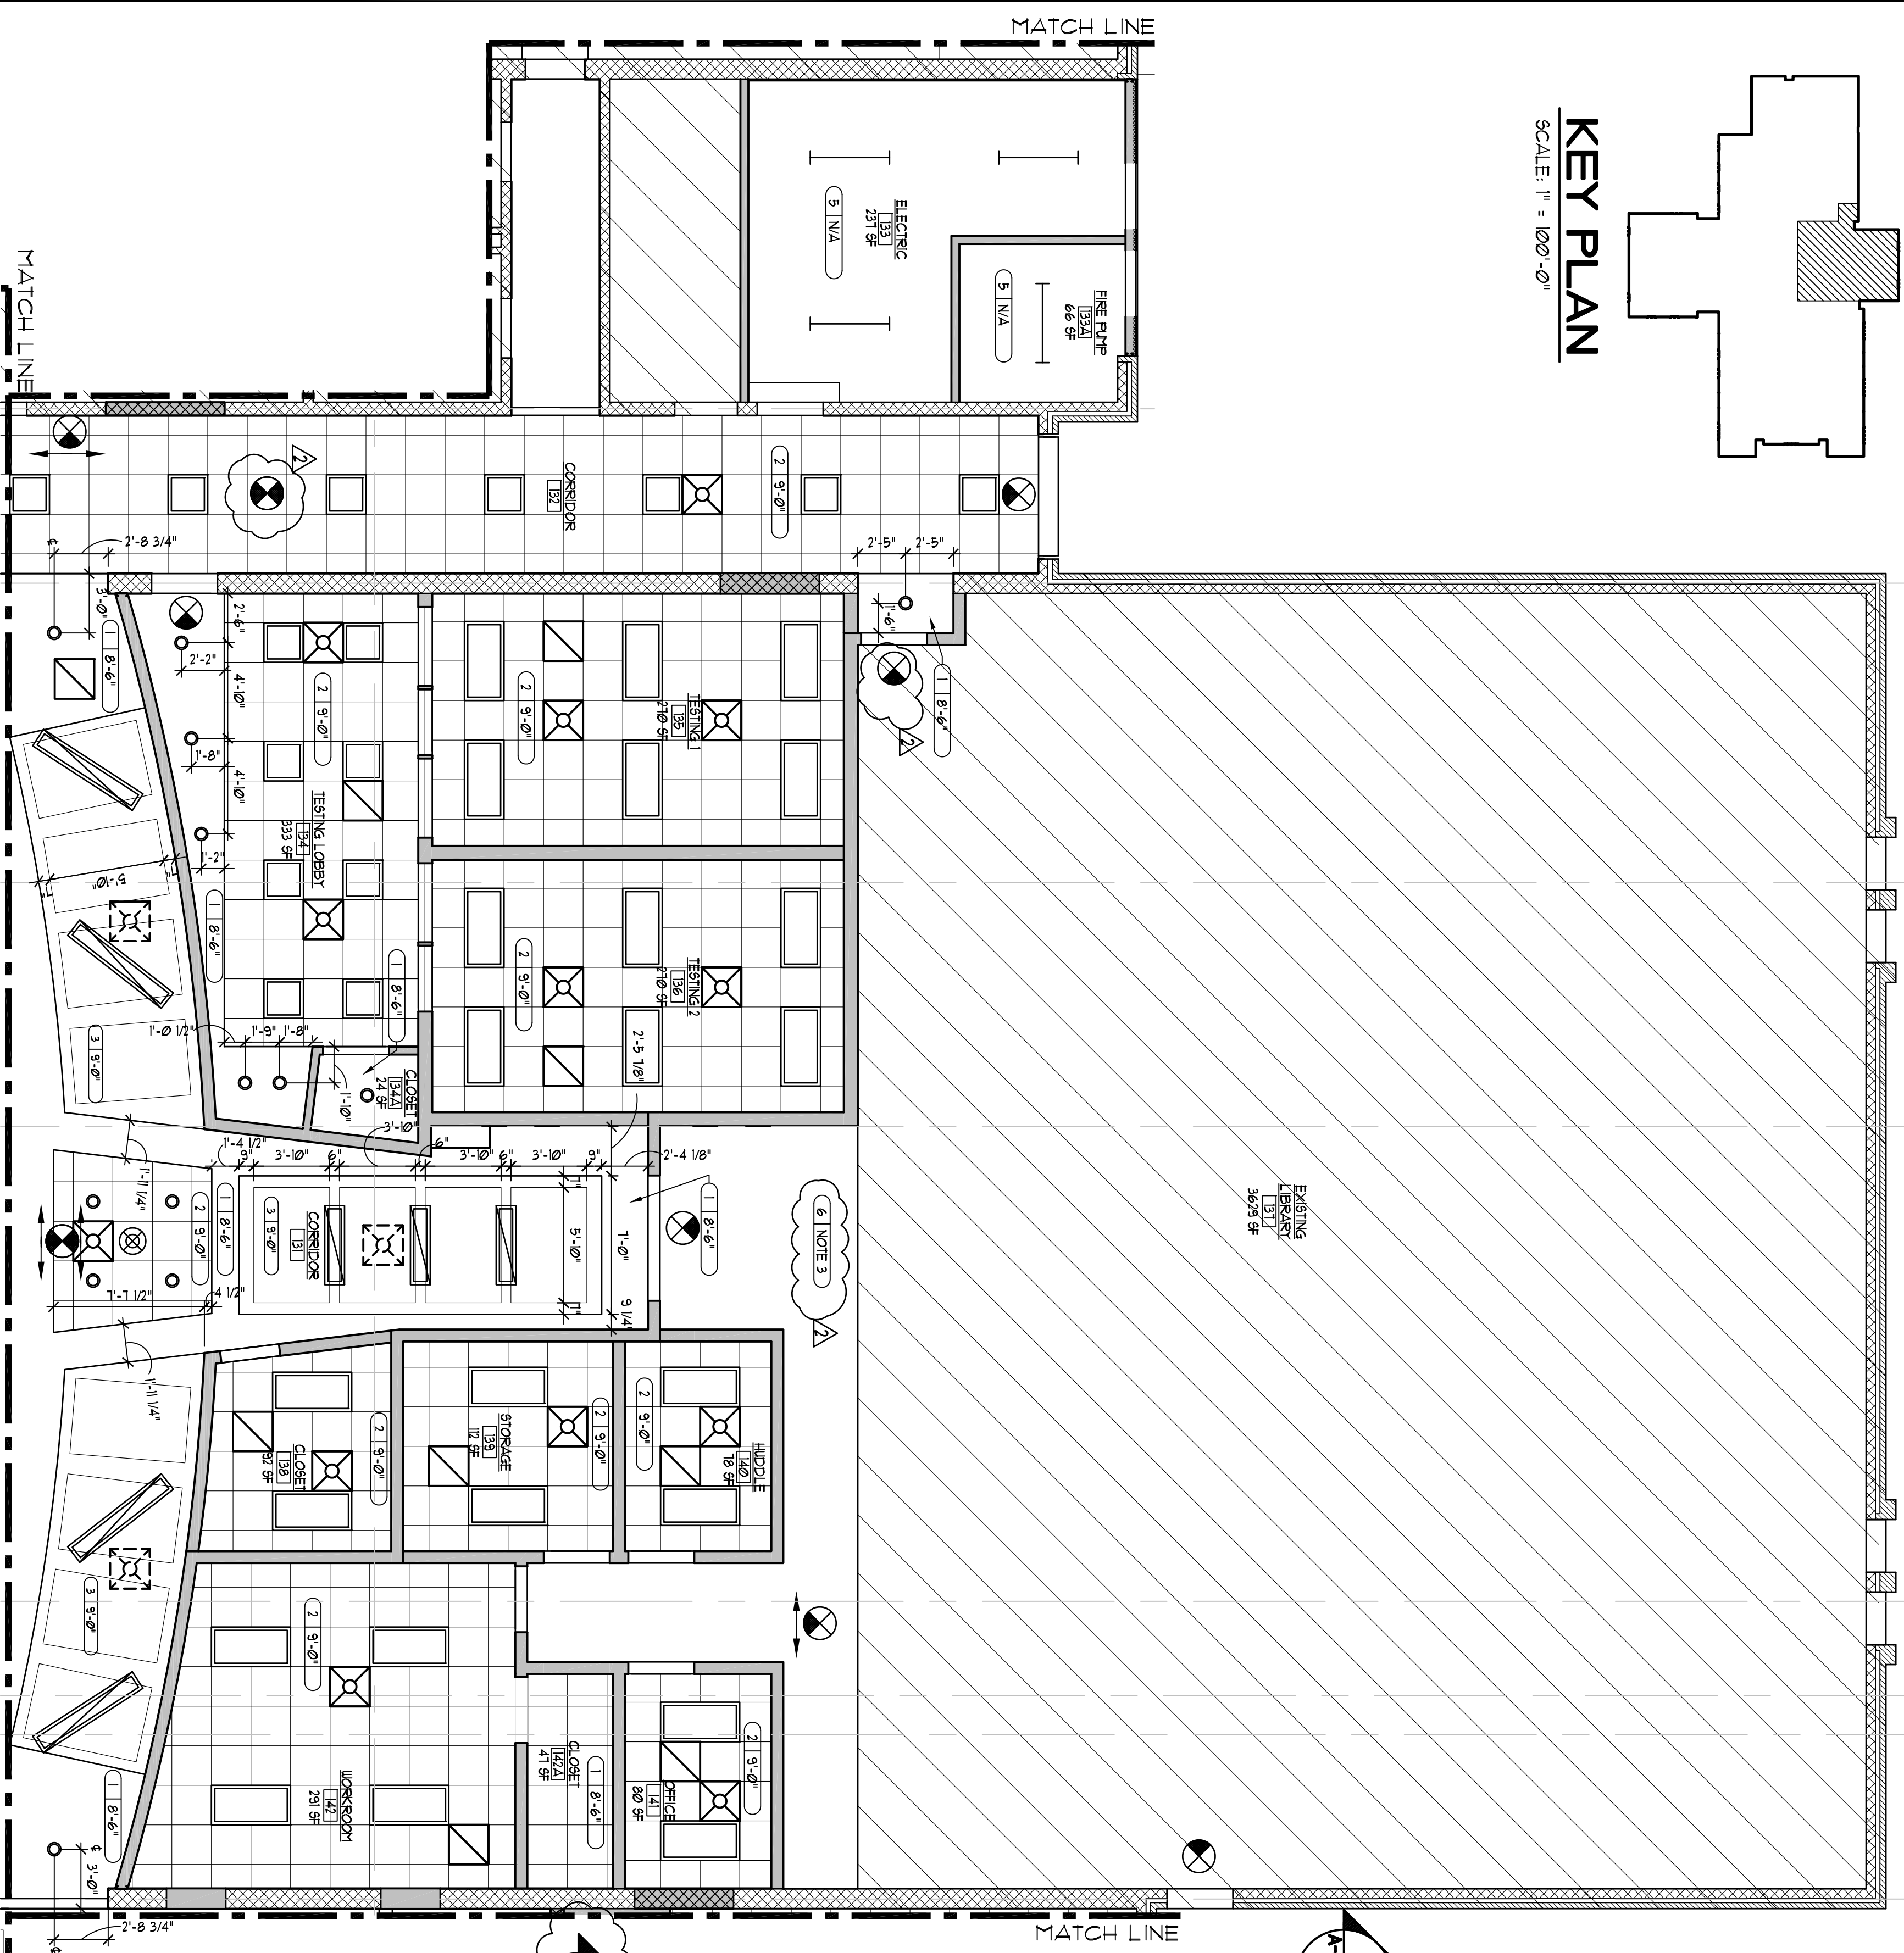 MATCH LINE
KEY PLAN
SCALE: 1" = 100'-0"
MATCH LINE
ELECTRIC
133
237 SF
5 N/A
FIRE PUMP
133A
66 SF
5 N/A
CORRIDOR
132
2 9'-0"
2
2'-8 3/4"
3'-0"
2'-5"
2'-5"
1'-6"
1 8'-6"
2
1 8'-6"
2'-6"
2'-2"
4'-10"
1'-8"
4'-10"
1'-2"
2 9'-0"
TESTING LOBBY
134
333 SF
1 8'-6"
1 8'-6"
TESTING 1
135
270 SF
2 9'-0"
TESTING 2
136
270 SF
2 9'-0"
2'-5 7/8"
1"
5'-10"
1"
3 9'-0"
1'-0 1/2"
1'-9"
1'-8"
1'-10"
CLOSET
134A
24 SF
3'-10"
6"
1'-4 1/2"
9"
3'-10"
6"
3'-10"
6"
3'-10"
9"
2'-4 1/8"
1'-11 1/4"
2 9'-0"
1 8'-6"
3 9'-0"
CORRIDOR
131
7"
5'-10"
7"
7'-0"
9 1/4"
1 8'-6"
6 NOTE 3
2
7'-7 1/2"
4 1/2"
1'-11 1/4"
EXISTING
LIBRARY
137
3629 SF
CLOSET
138
92 SF
2 9'-0"
STORAGE
139
112 SF
2 9'-0"
HUDDLE
140
78 SF
2 9'-0"
3 9'-0"
2 9'-0"
WORKROOM
142
291 SF
CLOSET
142A
47 SF
1 8'-6"
OFFICE
141
80 SF
2 9'-0"
1 8'-6"
3'-0"
2'-8 3/4"
MATCH LINE
A-